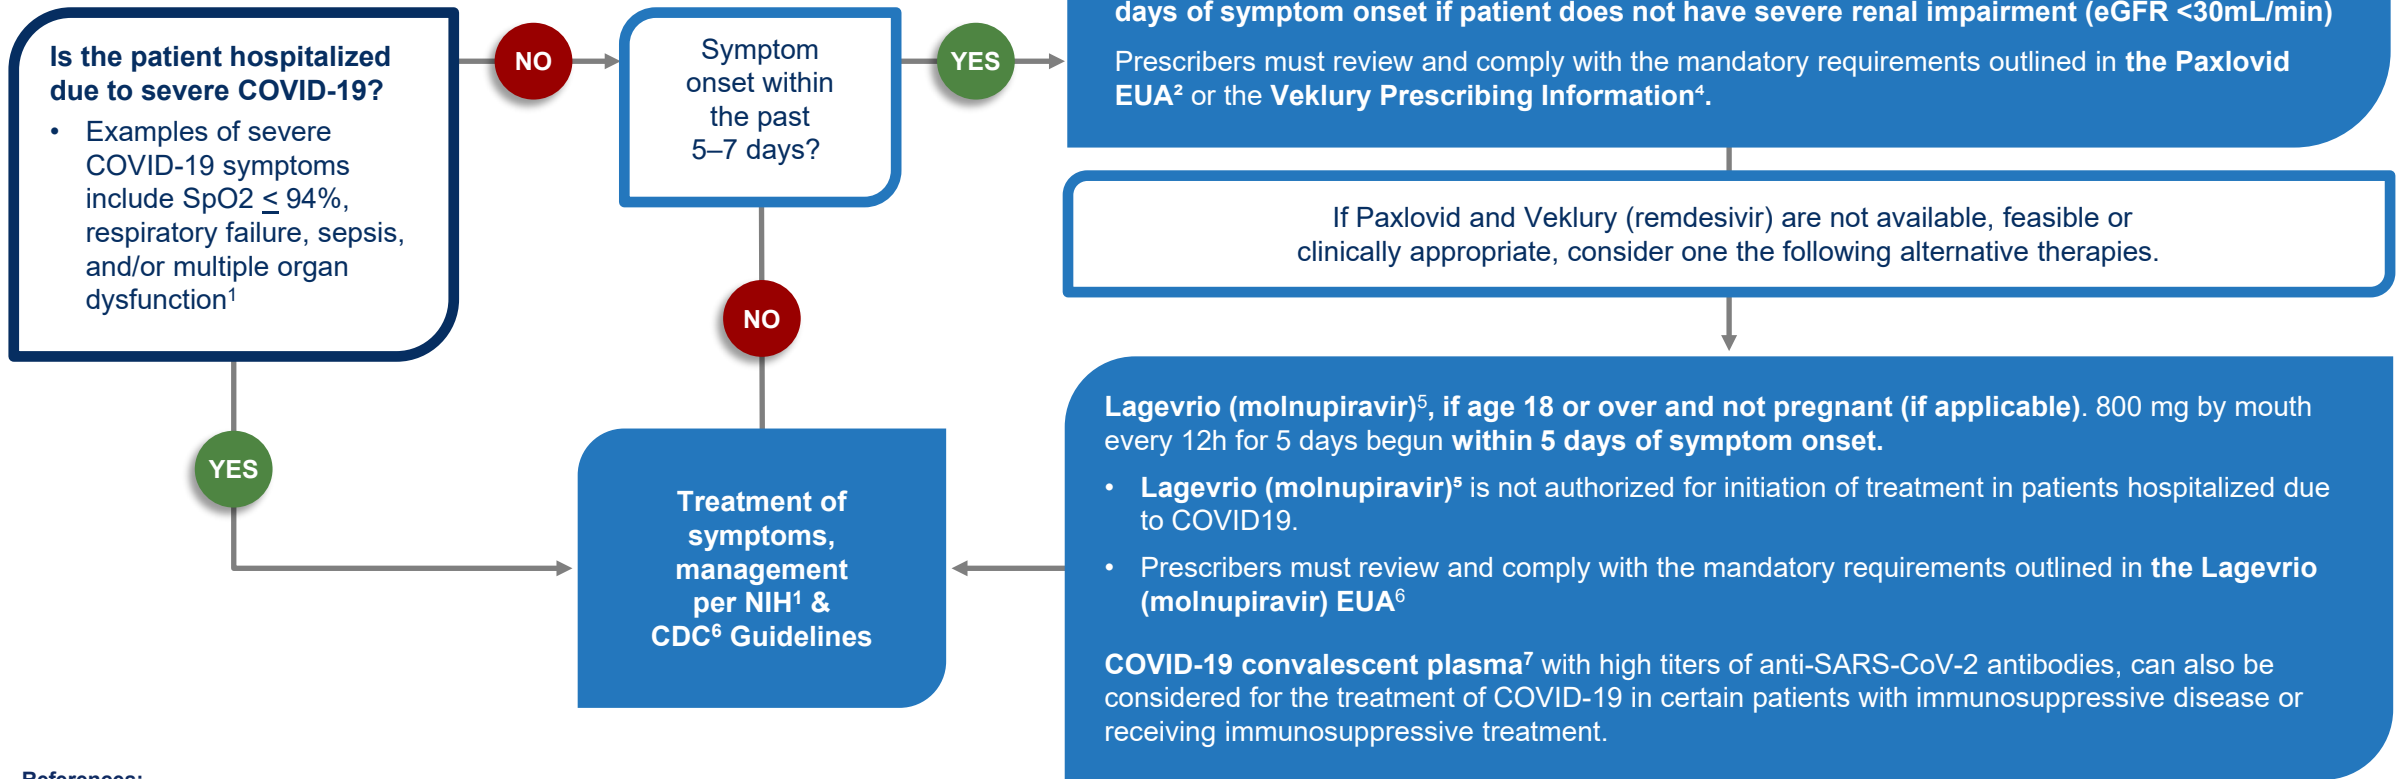 Is the patient hospitalized
due to severe COVID-19?
• Examples of severe
COVID-19 symptoms
include SpO2 < 94%,
respiratory failure, sepsis,
and/or multiple organ
dysfunction¹
NO
Symptom
onset within
the past
5–7 days?
YES
days of symptom onset if patient does not have severe renal impairment (eGFR <30mL/min)
Prescribers must review and comply with the mandatory requirements outlined in the Paxlovid
EUA² or the Veklury Prescribing Information⁴.
If Paxlovid and Veklury (remdesivir) are not available, feasible or
clinically appropriate, consider one the following alternative therapies.
NO
YES
Treatment of
symptoms,
management
per NIH¹ &
CDC⁶ Guidelines
Lagevrio (molnupiravir)⁵, if age 18 or over and not pregnant (if applicable). 800 mg by mouth
every 12h for 5 days begun within 5 days of symptom onset.
• Lagevrio (molnupiravir)⁵ is not authorized for initiation of treatment in patients hospitalized due
to COVID19.
• Prescribers must review and comply with the mandatory requirements outlined in the Lagevrio
(molnupiravir) EUA⁶
COVID-19 convalescent plasma⁷ with high titers of anti-SARS-CoV-2 antibodies, can also be
considered for the treatment of COVID-19 in certain patients with immunosuppressive disease or
receiving immunosuppressive treatment.
References: